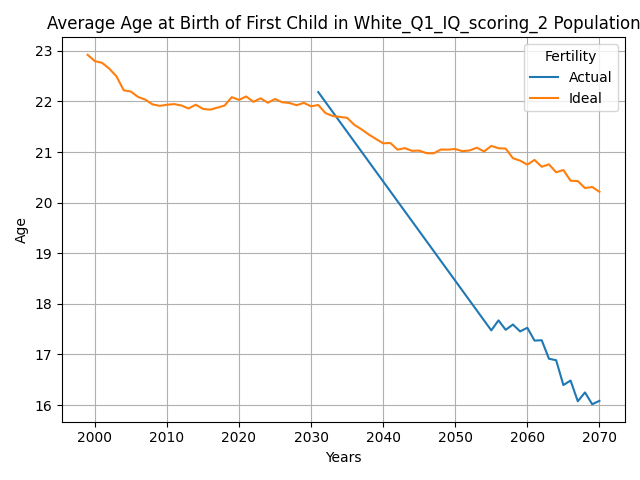 Average Age at Birth of First Child in White_Q1_IQ_scoring_2 Population
Fertility
Actual
Ideal
Age
23
22
21
20
19
18
17
16
2000 2010 2020 2030 2040 2050 2060 2070
Years